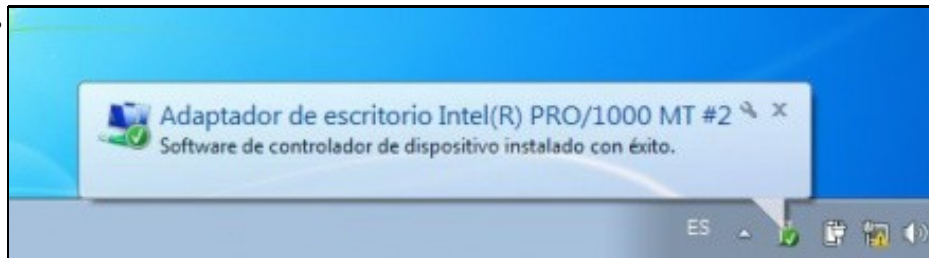 Adaptador de escritorio Intel(R) PRO/1000 MT #2
Software de controlador de dispositivo instalado con éxito.
ES